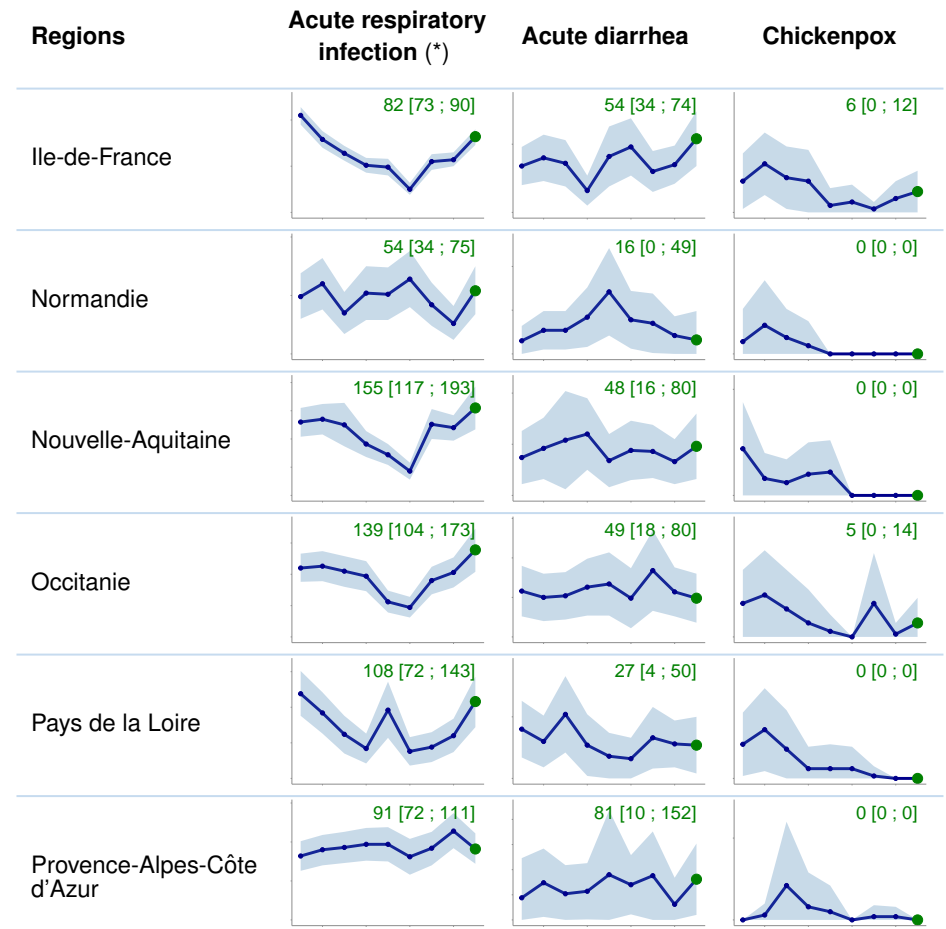 Regions
Acute respiratory
infection (*)
Acute diarrhea
Chickenpox
Ile-de-France
82 [73 ; 90]
54 [34 ; 74]
6 [0 ; 12]
Normandie
54 [34 ; 75]
16 [0 ; 49]
0 [0 ; 0]
Nouvelle-Aquitaine
155 [117 ; 193]
48 [16 ; 80]
0 [0 ; 0]
Occitanie
139 [104 ; 173]
49 [18 ; 80]
5 [0 ; 14]
Pays de la Loire
108 [72 ; 143]
27 [4 ; 50]
0 [0 ; 0]
Provence-Alpes-Côte
d'Azur
91 [72 ; 111]
81 [10 ; 152]
0 [0 ; 0]